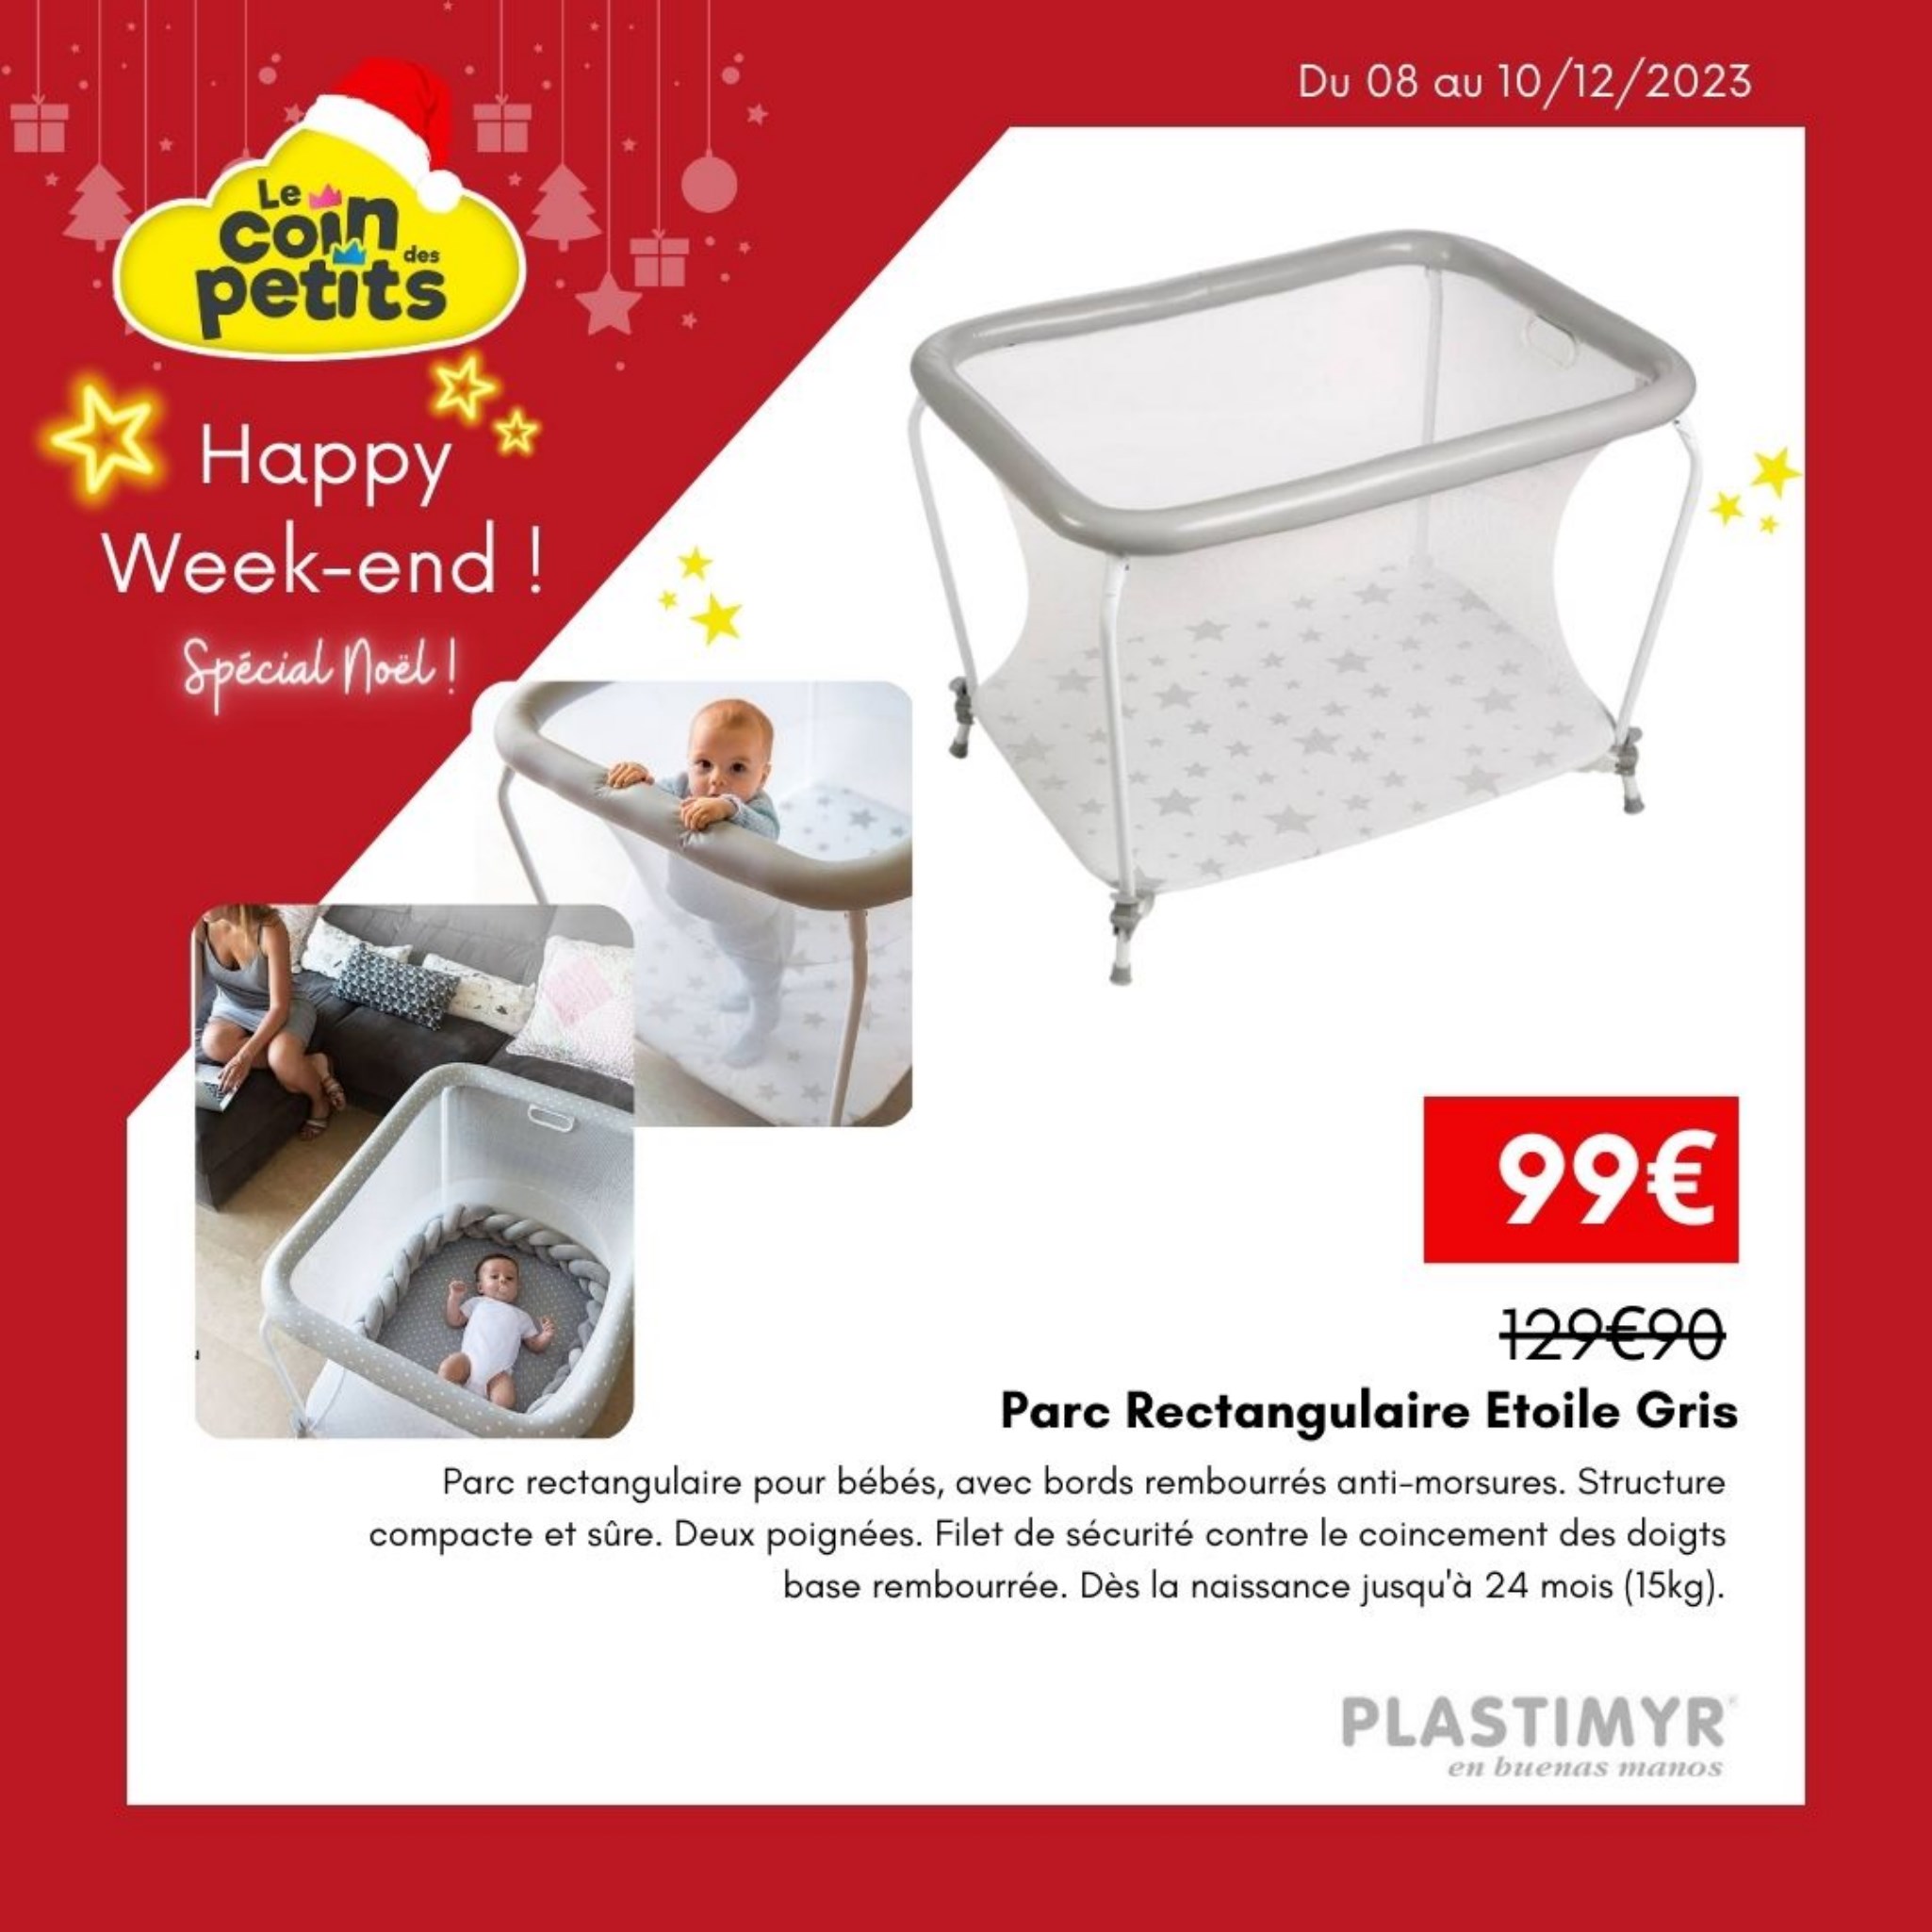 Du 08 au 10/12/2023
Le
coin des
petits
Happy
Week-end !
Spécial Noël !
99€
129€90
Parc Rectangulaire Etoile Gris
Parc rectangulaire pour bébés, avec bords rembourrés anti-morsures. Structure
compacte et sûre. Deux poignées. Filet de sécurité contre le coincement des doigts
base rembourrée. Dès la naissance jusqu'à 24 mois (15kg).
PLASTIMYR
en buenas manos